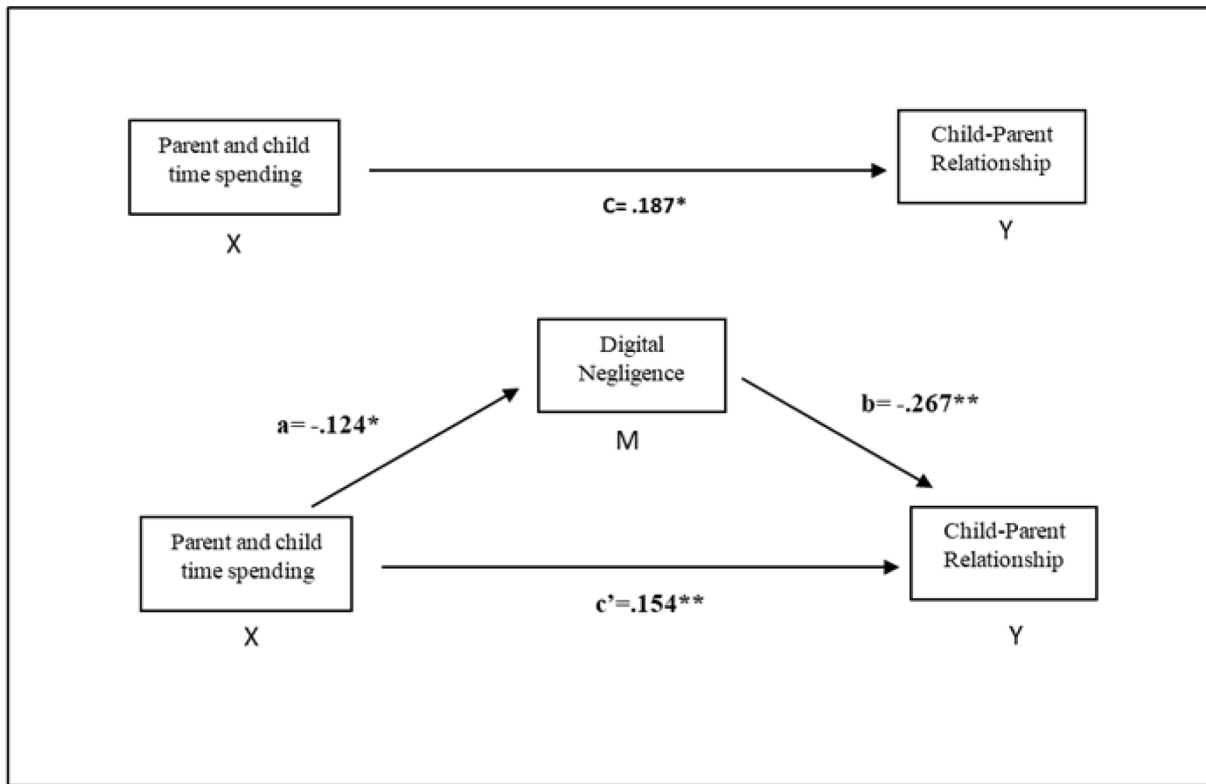 Parent and child
time spending
X
C= .187*
Child-Parent
Relationship
Y
Digital
Negligence
M
a= -.124*
b= -.267**
Parent and child
time spending
X
c’=.154**
Child-Parent
Relationship
Y